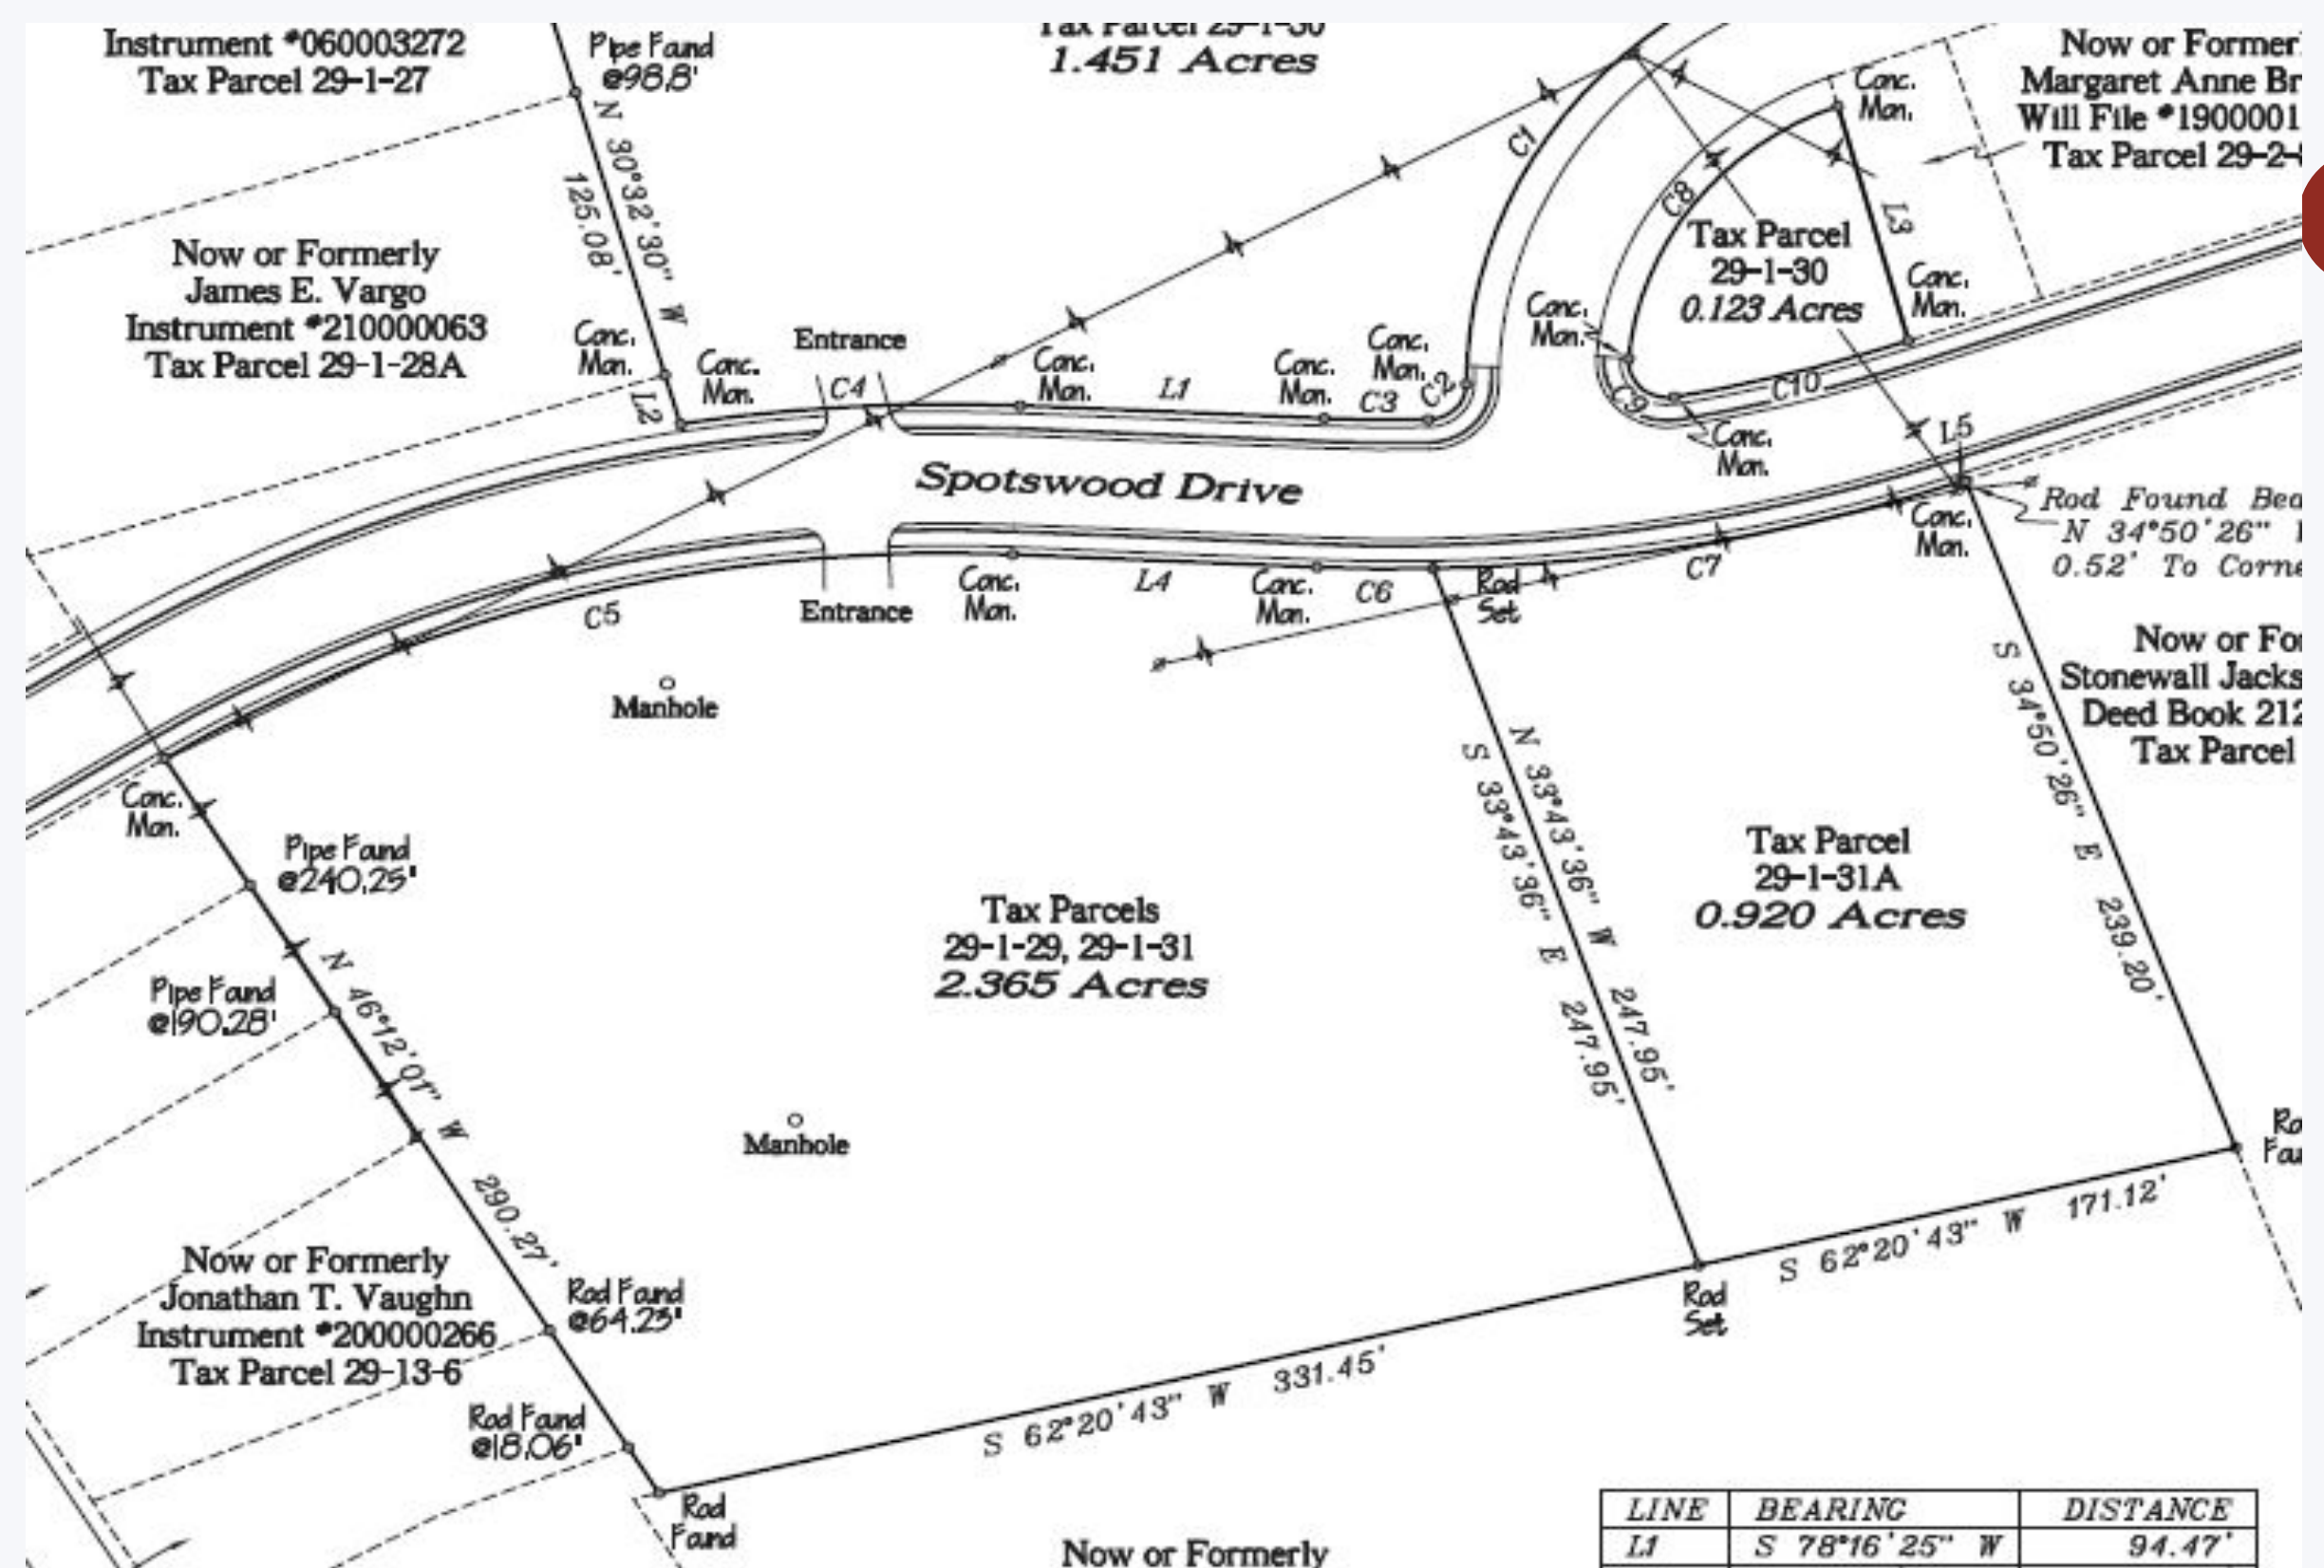 Instrument #060003272
Tax Parcel 29-1-27
Pipe Found
@98.8'
Tax Parcel 29-1-30
1.451 Acres
Now or Former
Margaret Anne Br
Will File #1900001
Tax Parcel 29-2-
Conc.
Mon.
N 30°32'30" W
125.08'
C1
C8
L3
Tax Parcel
29-1-30
0.123 Acres
Now or Formerly
James E. Vargo
Instrument #210000063
Tax Parcel 29-1-28A
Conc.
Mon.
L2
Conc.
Mon.
Entrance
C4
Conc.
Mon.
L1
Conc.
Mon.
C3
Conc.
Mon.
C2
Conc.
Mon.
Conc.
Mon.
C9
C10
Conc.
Mon.
L5
Spotswood Drive
Rod Found Bea
N 34°50'26"
0.52' To Corne
Conc.
Mon.
C5
Entrance
Conc.
Mon.
L4
Conc.
Mon.
C6
Rod
Set
C7
Manhole
Now or Fo
Stonewall Jacks
Deed Book 212
Tax Parcel
S 34°50'26" E 239.20'
N 33°43'36" W 247.95'
S 33°43'36" E 247.95'
Conc.
Mon.
Pipe Found
@240.25'
Tax Parcel
29-1-31A
0.920 Acres
Tax Parcels
29-1-29, 29-1-31
2.365 Acres
Pipe Found
@190.28'
N 46°12'01" W 290.27'
Manhole
Now or Formerly
Jonathan T. Vaughn
Instrument #200000266
Tax Parcel 29-13-6
Rod Found
@64.23'
Rod Found
@18.06'
Rod
Found
Ro
Fou
S 62°20'43" W 171.12'
Rod
Set
S 62°20'43" W 331.45'
Now or Formerly
LINE BEARING DISTANCE
L1 S 78°16'25" W 94.47'